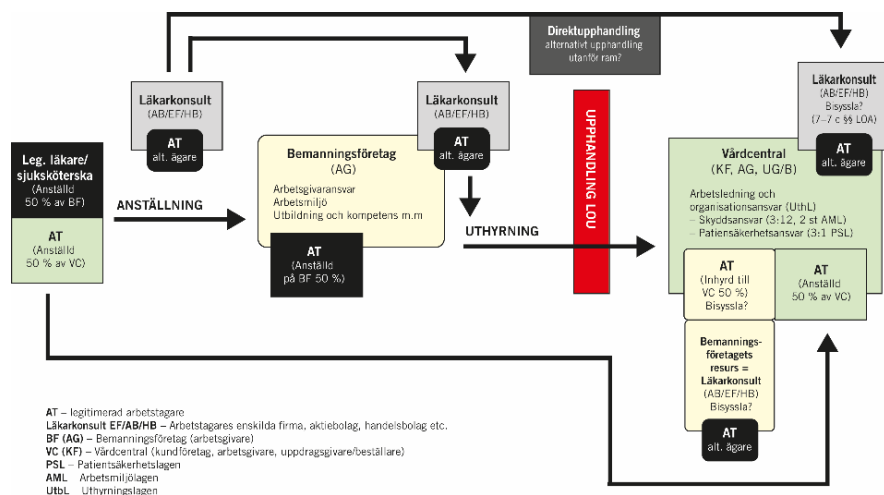 Direktupphandling
alternativt upphandling
utanför ram?
Läkarkonsult
(AB/EF/HB)
AT
alt. ägare
Läkarkonsult
(AB/EF/HB)
AT
alt. ägare
Läkarkonsult
(AB/EF/HB)
Bisyssla?
(7–7 c §§ LOA)
AT
alt. ägare
Leg. läkare/
sjuksköterska
(Anställd
50 % av BF)
AT
(Anställd
50 % av VC)
ANSTÄLLNING
Bemanningsföretag
(AG)
Arbetsgivaransvar
Arbetsmiljö
Utbildning och kompetens m.m
AT
(Anställd
på BF 50 %)
UTHYRNING
UPPHANDLING LOU
Vårdcentral
(KF, AG, UG/B)
Arbetsledning och
organisationsansvar (UthL)
– Skyddsansvar (3:12, 2 st AML)
– Patiensäkerhetsansvar (3:1 PSL)
AT
(Inhyrd till
VC 50 %)
Bisyssla?
AT
(Anställd
50 % av VC)
Bemannings-
företagets
resurs =
Läkarkonsult
(AB/EF/HB)
Bisyssla?
AT
alt. ägare
AT – legitimerad arbetstagare
Läkarkonsult EF/AB/HB – Arbetstagares enskilda firma, aktiebolag, handelsbolag etc.
BF (AG) – Bemanningsföretag (arbetsgivare)
VC (KF) – Vårdcentral (kundföretag, arbetsgivare, uppdragsgivare/beställare)
PSL – Patientsäkerhetslagen
AML Arbetsmiljölagen
UtbL Uthyrningslagen